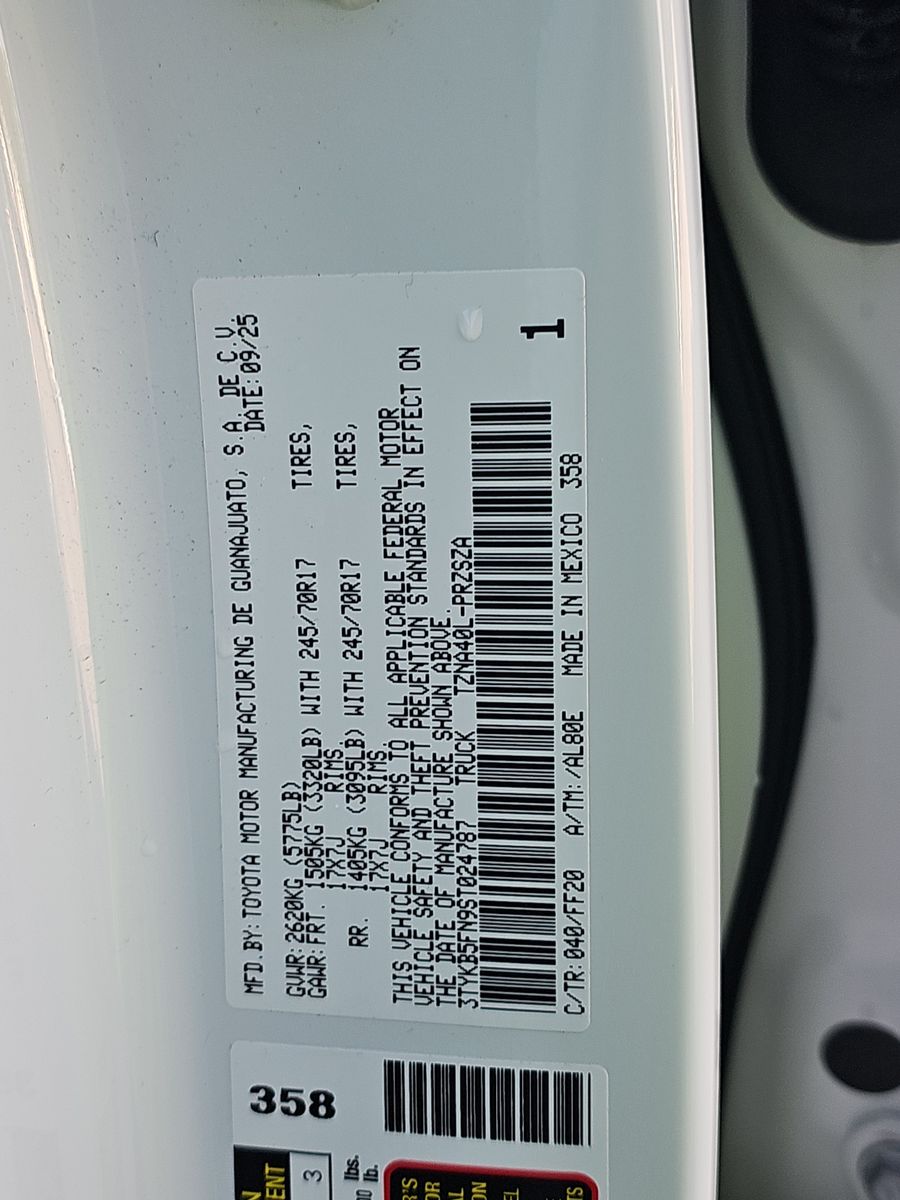 MFD.BY: TOYOTA MOTOR MANUFACTURING DE GUANAJUATO, S.A. DE C.V.
DATE: 09/25
GVWR: 2620KG (5775LB)
GAWR: FRT. 1505KG (3320LB) WITH 245/70R17 TIRES,
17X7J RIMS,
RR. 1405KG (3095LB) WITH 245/70R17 TIRES,
17X7J RIMS
THIS VEHICLE CONFORMS TO ALL APPLICABLE FEDERAL MOTOR
VEHICLE SAFETY AND THEFT PREVENTION STANDARDS IN EFFECT ON
THE DATE OF MANUFACTURE SHOWN ABOVE.
3TYKB5FN9ST024787 TRUCK TZNA40L-PRZSZA
1
C/TR: 040/FF20 A/TM: /AL80E MADE IN MEXICO 358
358
3
lbs.
lb.